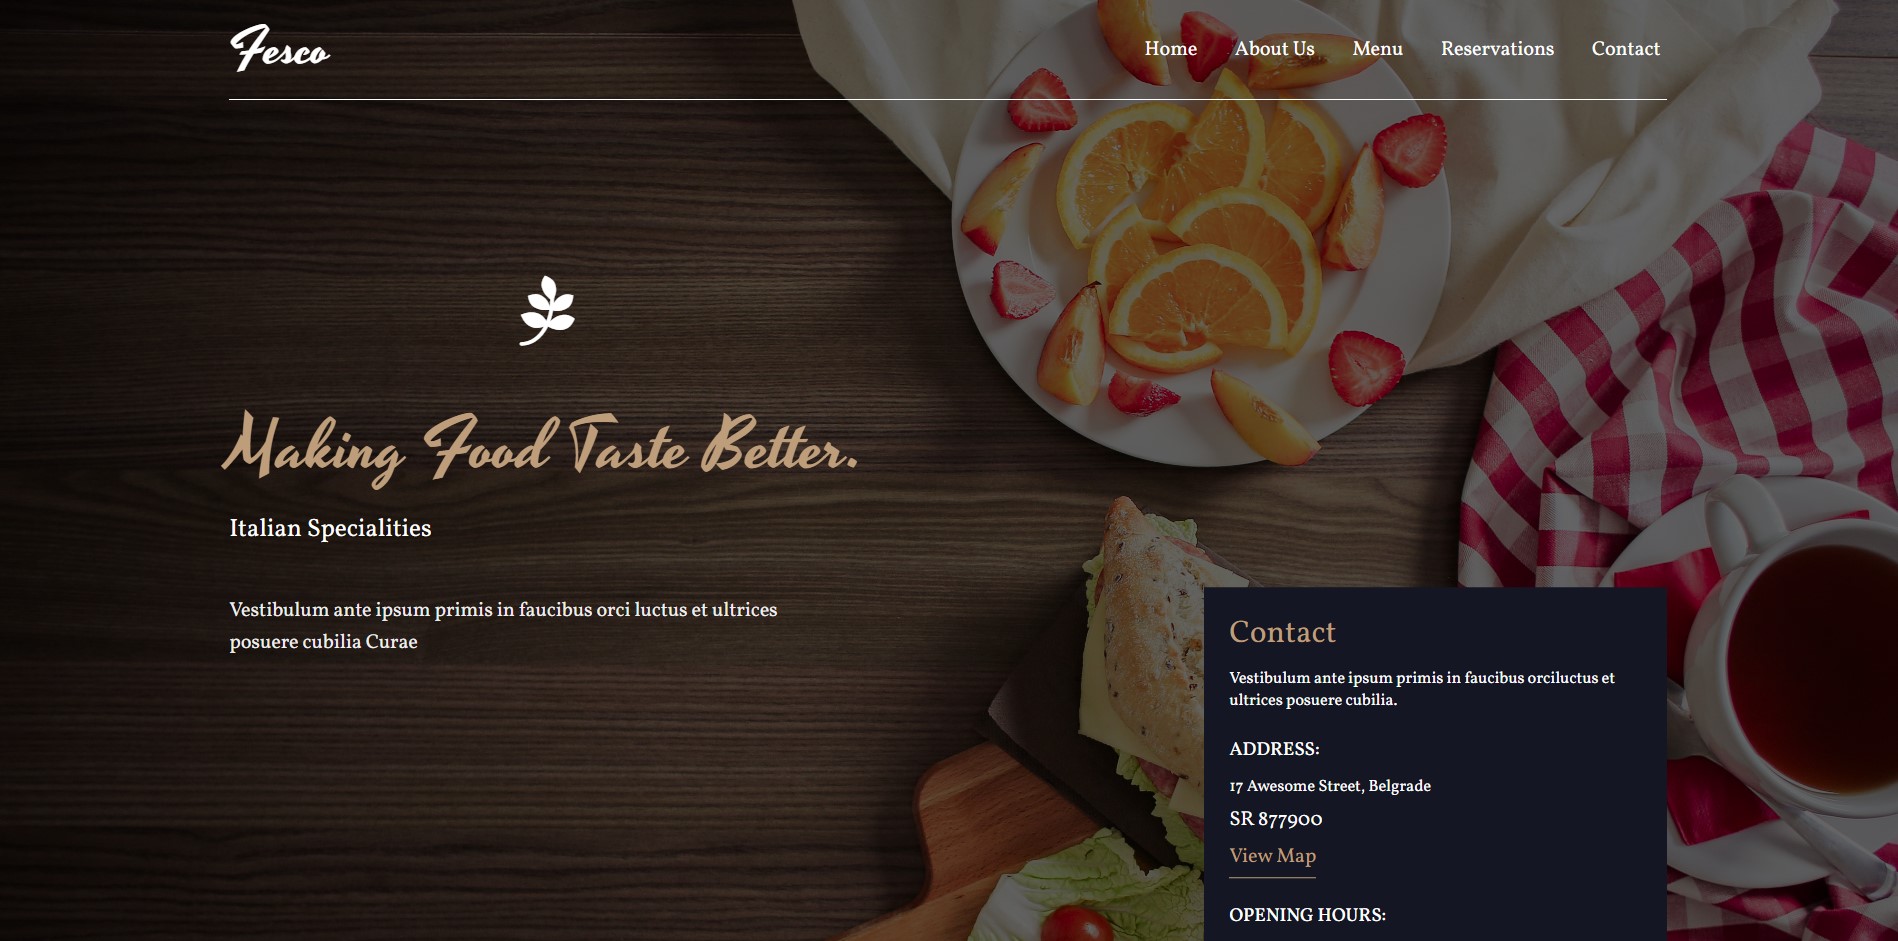 Fesco
Home
About Us
Menu
Reservations
Contact
Making Food Taste Better.
Italian Specialities
Vestibulum ante ipsum primis in faucibus orci luctus et ultrices
posuere cubilia Curae
Contact
Vestibulum ante ipsum primis in faucibus orciluctus et
ultrices posuere cubilia.
ADDRESS:
17 Awesome Street, Belgrade
SR 877900
View Map
OPENING HOURS: